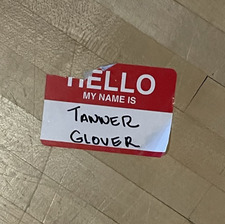 HELLO
MY NAME IS
TANNER
GLOVER